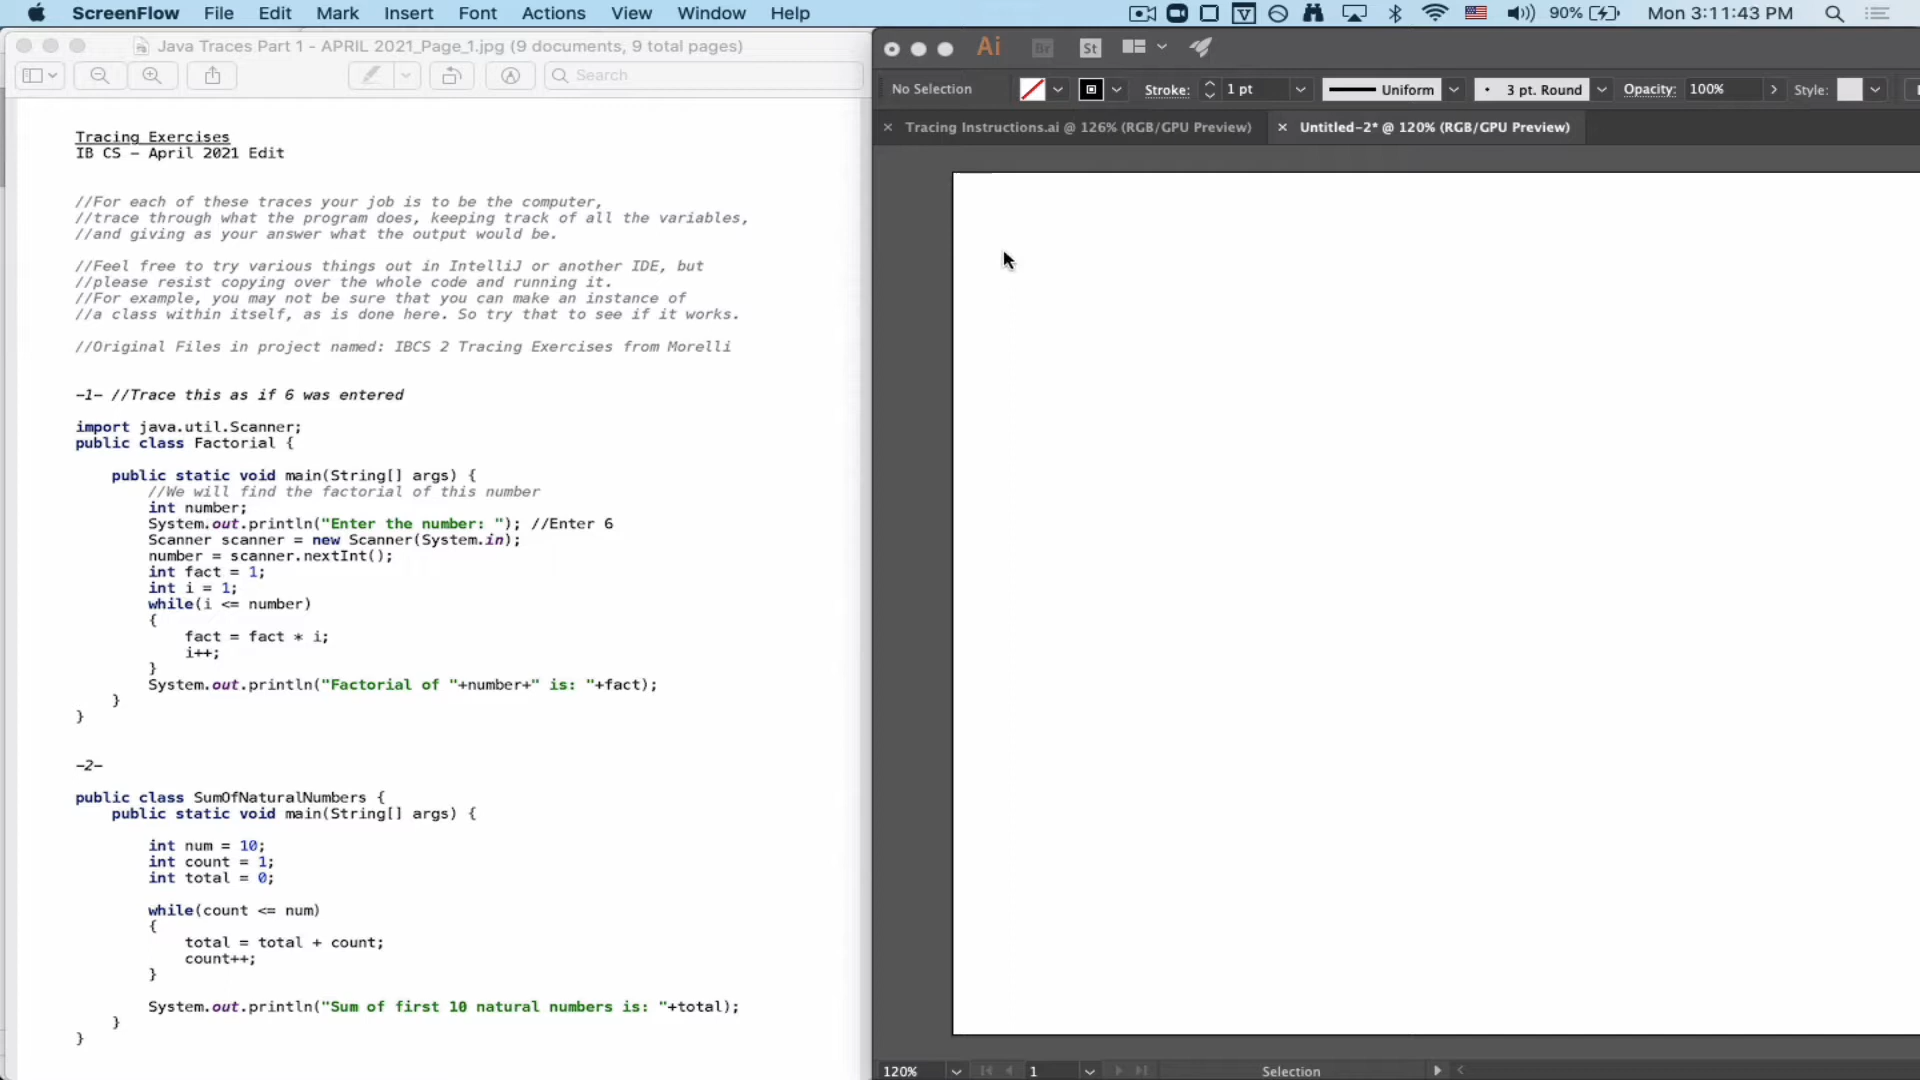 ScreenFlow File Edit Mark Insert Font Actions View Window Help 90% Mon 3:11:43 PM
Java Traces Part 1 - APRIL 2021_Page_1.jpg (9 documents, 9 total pages)
Search
Ai Br St
No Selection Stroke: 1 pt Uniform 3 pt. Round Opacity: 100% Style:
Tracing Instructions.ai @ 126% (RGB/GPU Preview) Untitled-2* @ 120% (RGB/GPU Preview)
Tracing Exercises
IB CS – April 2021 Edit
//For each of these traces your job is to be the computer,
//trace through what the program does, keeping track of all the variables,
//and giving as your answer what the output would be.
//Feel free to try various things out in IntelliJ or another IDE, but
//please resist copying over the whole code and running it.
//For example, you may not be sure that you can make an instance of
//a class within itself, as is done here. So try that to see if it works.
//Original Files in project named: IBCS 2 Tracing Exercises from Morelli
-1- //Trace this as if 6 was entered
import java.util.Scanner;
public class Factorial {
public static void main(String[] args) {
//We will find the factorial of this number
int number;
System.out.println("Enter the number: "); //Enter 6
Scanner scanner = new Scanner(System.in);
number = scanner.nextInt();
int fact = 1;
int i = 1;
while(i <= number)
{
fact = fact * i;
i++;
}
System.out.println("Factorial of "+number+" is: "+fact);
}
}
-2-
public class SumOfNaturalNumbers {
public static void main(String[] args) {
int num = 10;
int count = 1;
int total = 0;
while(count <= num)
{
total = total + count;
count++;
}
System.out.println("Sum of first 10 natural numbers is: "+total);
}
}
120% 1 Selection